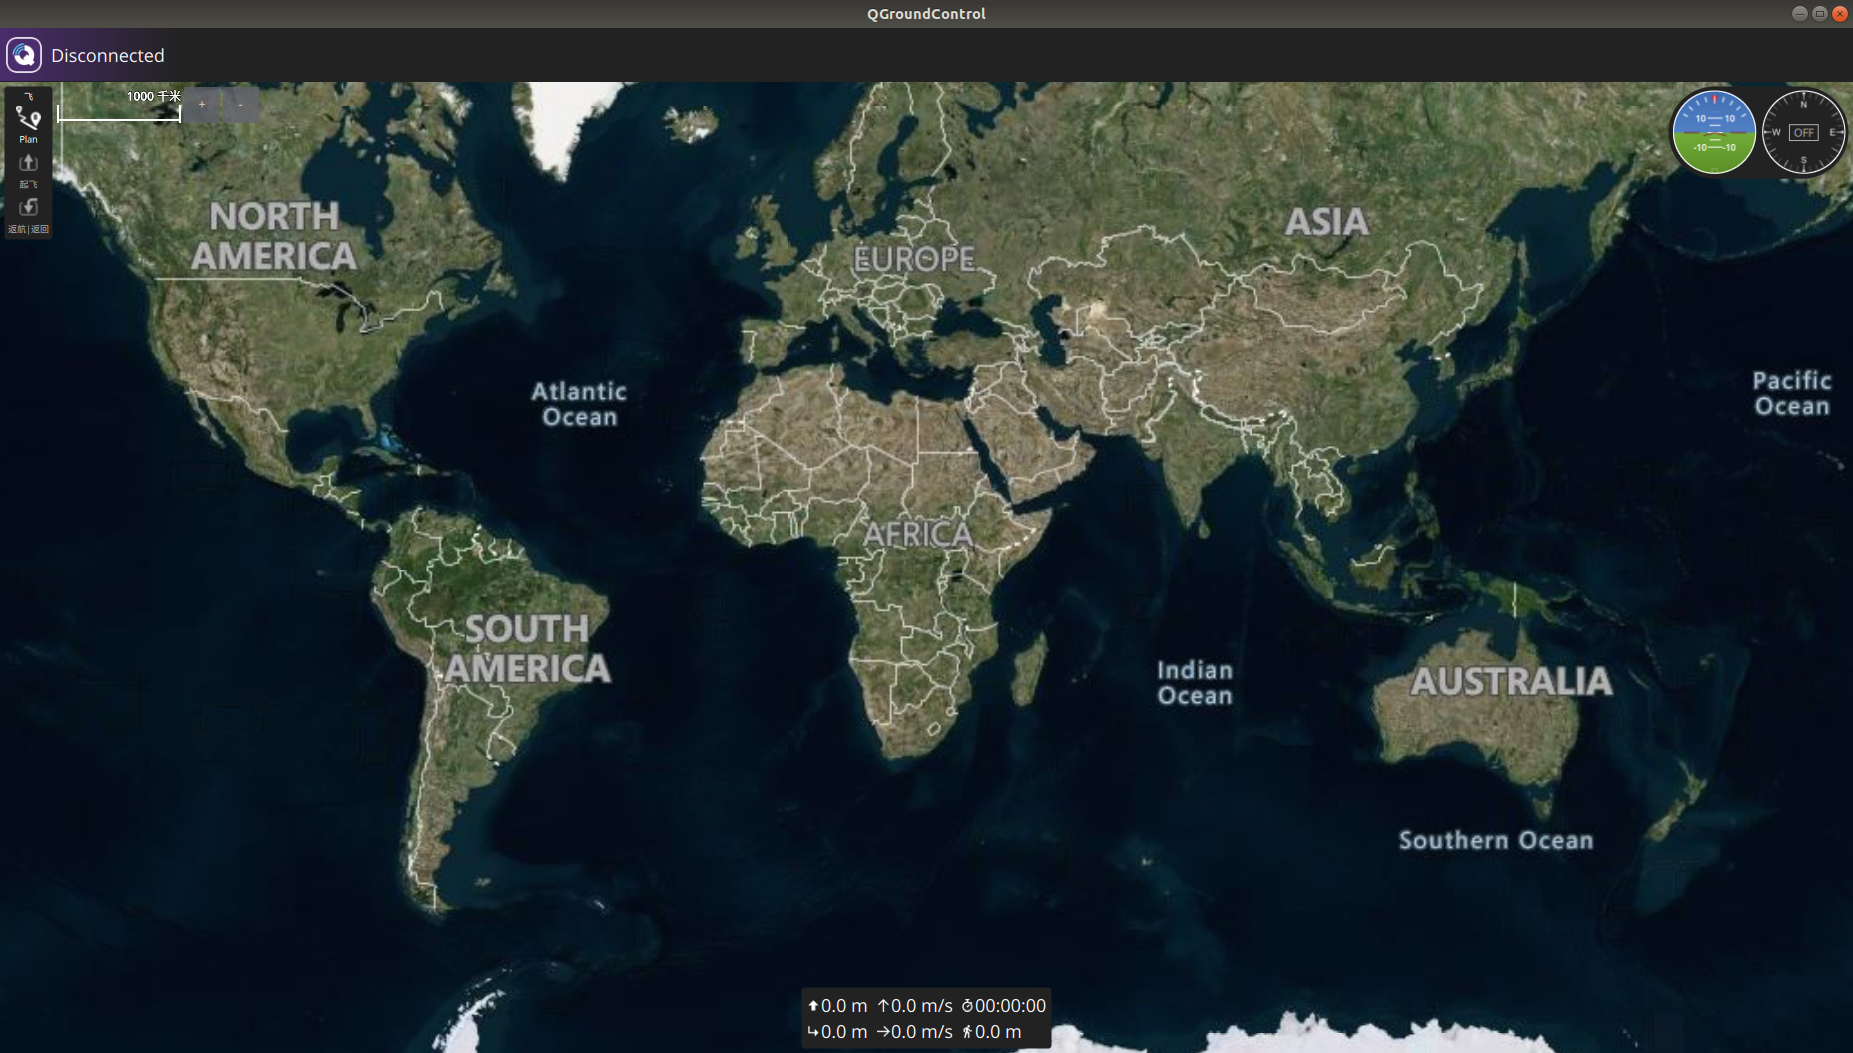 QGroundControl
Disconnected
飞
Plan
起飞
返航|返回
1000 千米
+
-
10 10
-10 -10
N
W OFF E
S
NORTH
AMERICA
EUROPE
ASIA
Atlantic
Ocean
Pacific
Ocean
AFRICA
SOUTH
AMERICA
Indian
Ocean
AUSTRALIA
Southern Ocean
0.0 m ↑0.0 m/s 00:00:00
0.0 m →0.0 m/s 0.0 m